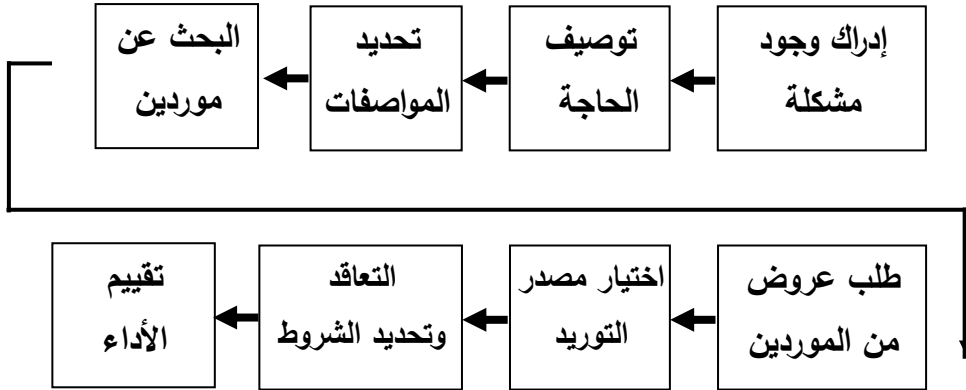 إدراك وجود
مشكلة
توصيف
الحاجة
تحديد
المواصفات
البحث عن
موردين
طلب عروض
من الموردين
اختيار مصدر
التوريد
التعاقد
وتحديد الشروط
تقييم
الأداء